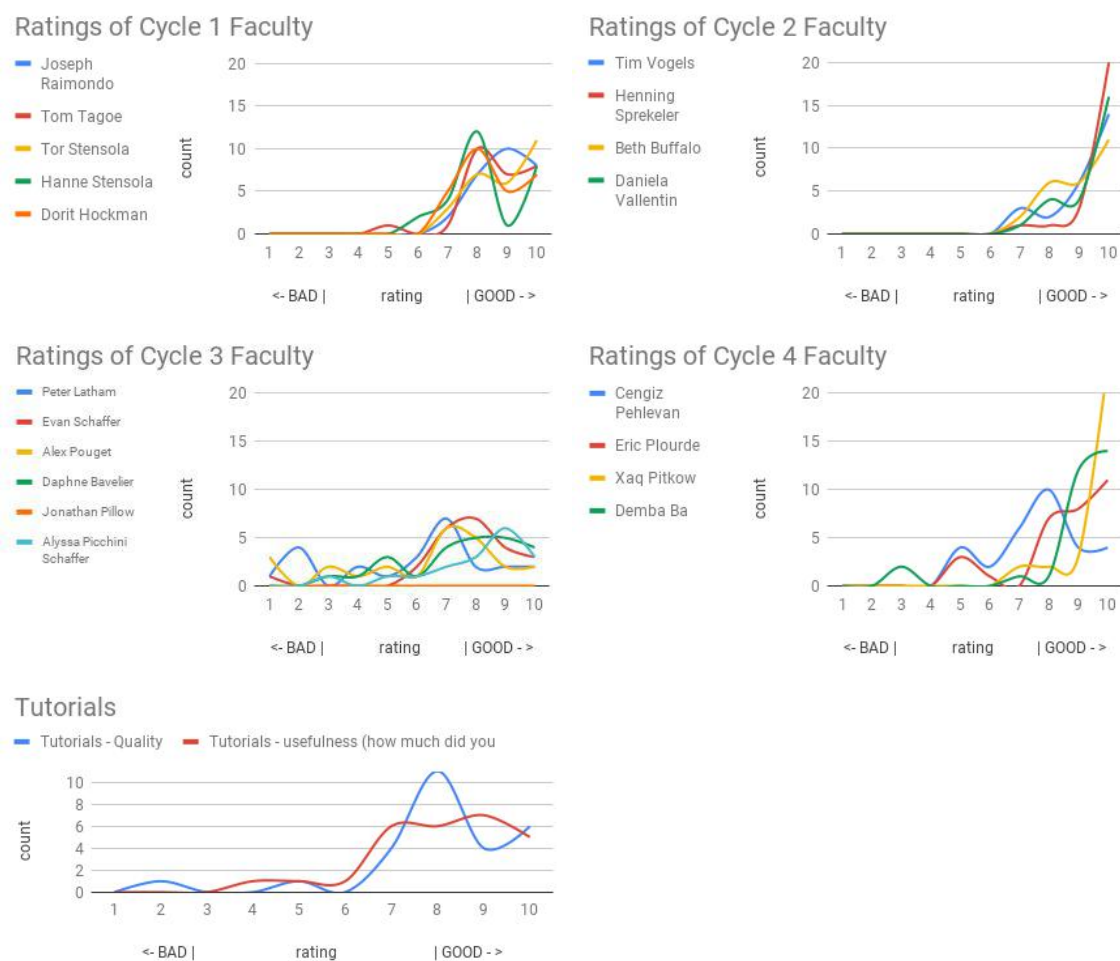 Ratings of Cycle 1 Faculty
Joseph
Raimondo
Tom Tagoe
Tor Stensola
Hanne Stensola
Dorit Hockman
count
20
15
10
5
0
1 2 3 4 5 6 7 8 9 10
<- BAD | rating | GOOD - >
Ratings of Cycle 2 Faculty
Tim Vogels
Henning
Sprekeler
Beth Buffalo
Daniela
Vallentin
count
20
15
10
5
0
1 2 3 4 5 6 7 8 9 10
<- BAD | rating | GOOD - >
Ratings of Cycle 3 Faculty
Peter Latham
Evan Schaffer
Alex Pouget
Daphne Bavelier
Jonathan Pillow
Alyssa Picchini
Schaffer
count
20
15
10
5
0
1 2 3 4 5 6 7 8 9 10
<- BAD | rating | GOOD - >
Ratings of Cycle 4 Faculty
Cengiz
Pehlevan
Eric Plourde
Xaq Pitkow
Demba Ba
count
20
15
10
5
0
1 2 3 4 5 6 7 8 9 10
<- BAD | rating | GOOD - >
Tutorials
Tutorials - Quality Tutorials - usefulness (how much did you
count
10
8
6
4
2
0
1 2 3 4 5 6 7 8 9 10
<- BAD | rating | GOOD - >